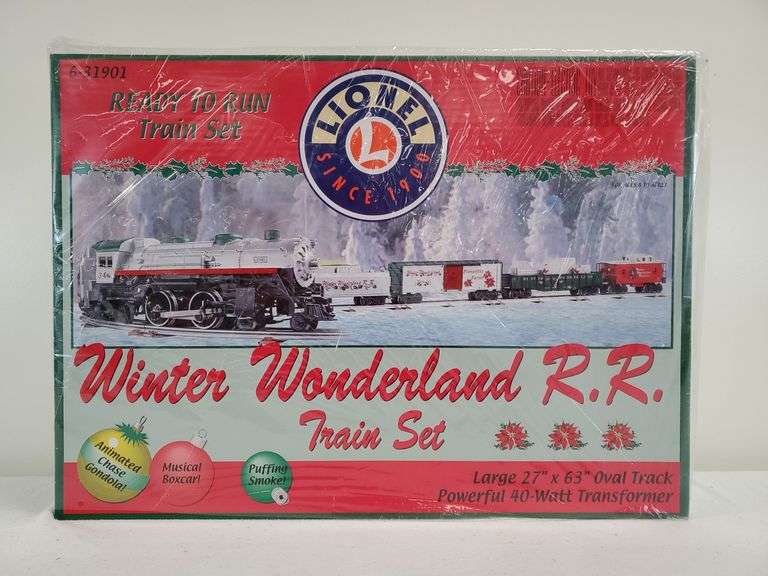 6-31901
READY TO RUN
Train Set
LIONEL
L
SINCE 1900
Winter Wonderland R.R.
Train Set
Animated
Chase
Gondola!
Musical
Boxcar!
Puffing
Smoke!
Large 27" x 63" Oval Track
Powerful 40-Watt Transformer